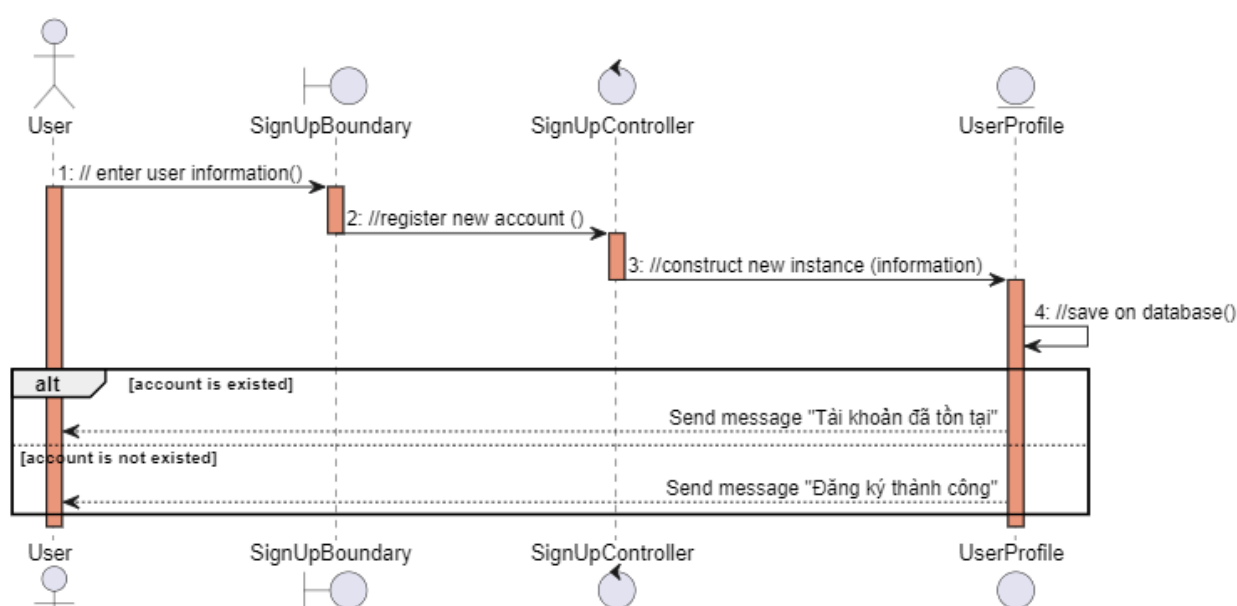 User
SignUpBoundary
SignUpController
UserProfile
1: // enter user information()
2: //register new account ()
3: //construct new instance (information)
4: //save on database()
alt
[account is existed]
Send message "Tài khoản đã tồn tại"
[account is not existed]
Send message "Đăng ký thành công"
User
SignUpBoundary
SignUpController
UserProfile